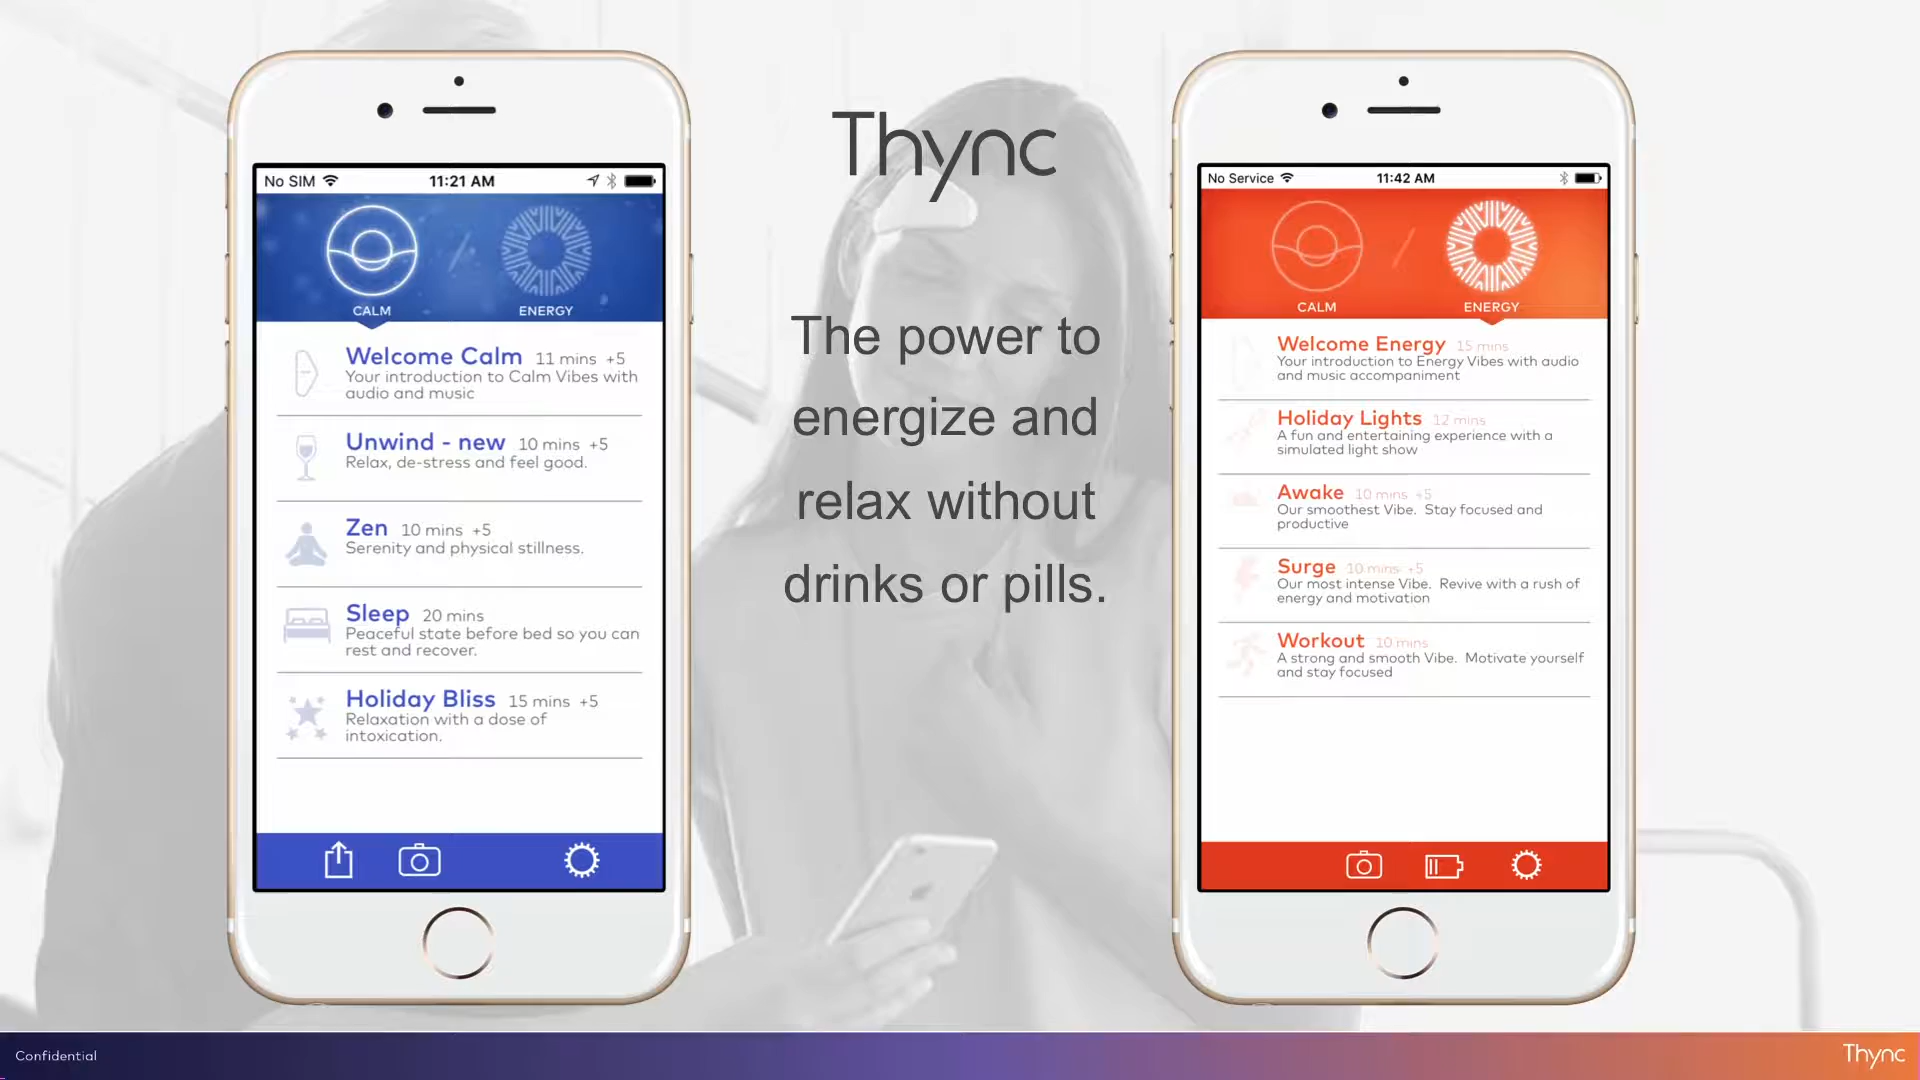 No SIM 11:21 AM
CALM ENERGY
Welcome Calm 11 mins +5
Your introduction to Calm Vibes with
audio and music
Unwind - new 10 mins +5
Relax, de-stress and feel good.
Zen 10 mins +5
Serenity and physical stillness.
Sleep 20 mins
Peaceful state before bed so you can
rest and recover.
Holiday Bliss 15 mins +5
Relaxation with a dose of
intoxication.
Thync
The power to
energize and
relax without
drinks or pills.
No Service 11:42 AM
CALM ENERGY
Welcome Energy 15 mins
Your introduction to Energy Vibes with audio
and music accompaniment
Holiday Lights 12 mins
A fun and entertaining experience with a
simulated light show
Awake 10 mins +5
Our smoothest Vibe. Stay focused and
productive
Surge 10 mins +5
Our most intense Vibe. Revive with a rush of
energy and motivation
Workout 10 mins
A strong and smooth Vibe. Motivate yourself
and stay focused
Confidential
Thync